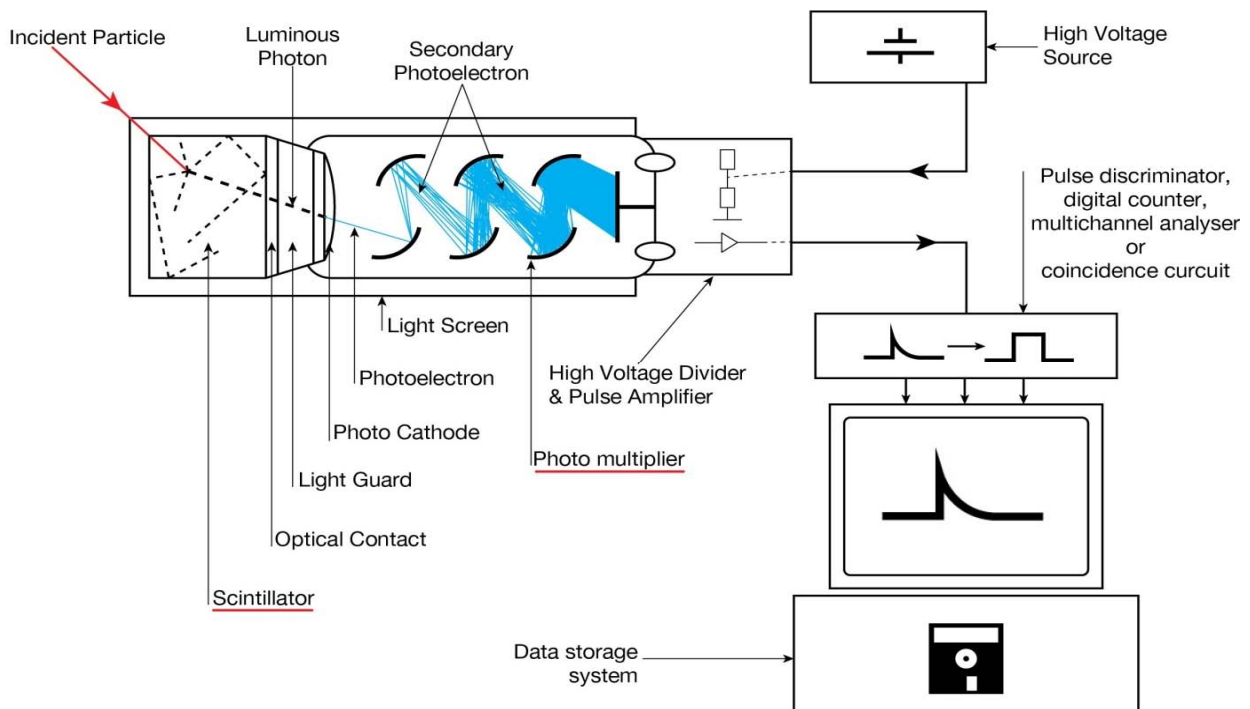 Incident Particle
Luminous
Photon
Secondary
Photoelectron
High Voltage
Source
Pulse discriminator,
digital counter,
multichannel analyser
or
coincidence curcuit
Light Screen
Photoelectron
High Voltage Divider
& Pulse Amplifier
Photo Cathode
Photo multiplier
Light Guard
Optical Contact
Scintillator
Data storage
system